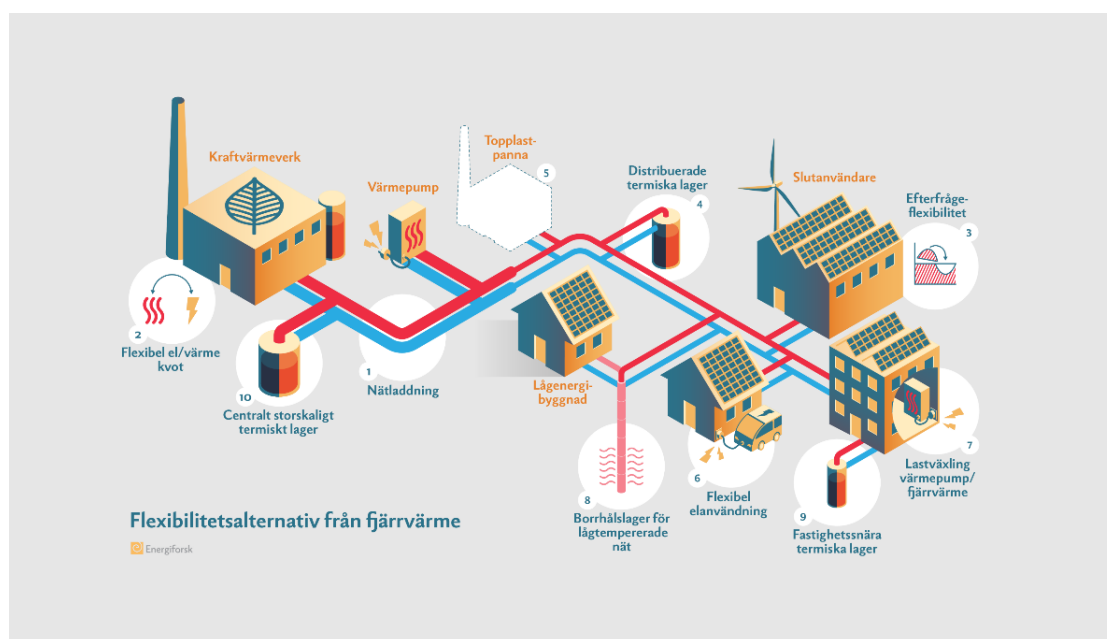 Kraftvärmeverk
Värmepump
Topplast-
panna
5
Distribuerade
termiska lager
4
Slutanvändare
Efterfråge-
flexibilitet
3
2
Flexibel el/värme
kvot
10
Centralt storskaligt
termiskt lager
1
Nätladdning
Lågenergi-
byggnad
8
Borrhålslager för
lågtempererade
nät
6
Flexibel
elanvändning
7
Lastväxling
värmepump/
fjärrvärme
9
Fastighetssnära
termiska lager
Flexibilitetsalternativ från fjärrvärme
Energiforsk